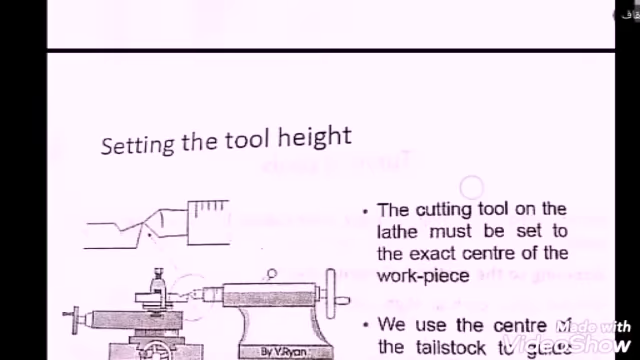 Setting the tool height
• The cutting tool on the
lathe must be set to
the exact centre of the
work-piece
• We use the centre of
the tailstock to
By V.Ryan
Made with
VideoShow